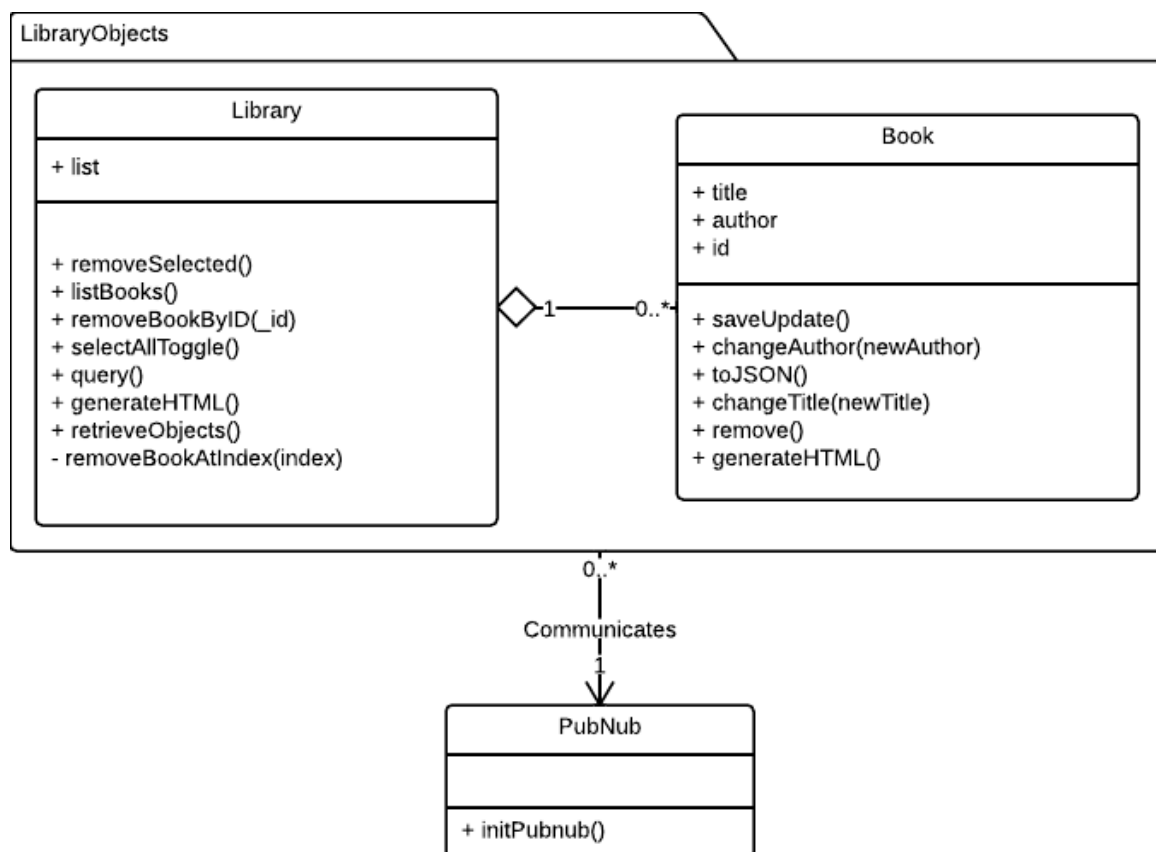 LibraryObjects
Library
+ list
+ removeSelected()
+ listBooks()
+ removeBookByID(_id)
+ selectAllToggle()
+ query()
+ generateHTML()
+ retrieveObjects()
- removeBookAtIndex(index)
1
0..*
Book
+ title
+ author
+ id
+ saveUpdate()
+ changeAuthor(newAuthor)
+ toJSON()
+ changeTitle(newTitle)
+ remove()
+ generateHTML()
0..*
Communicates
1
PubNub
+ initPubnub()